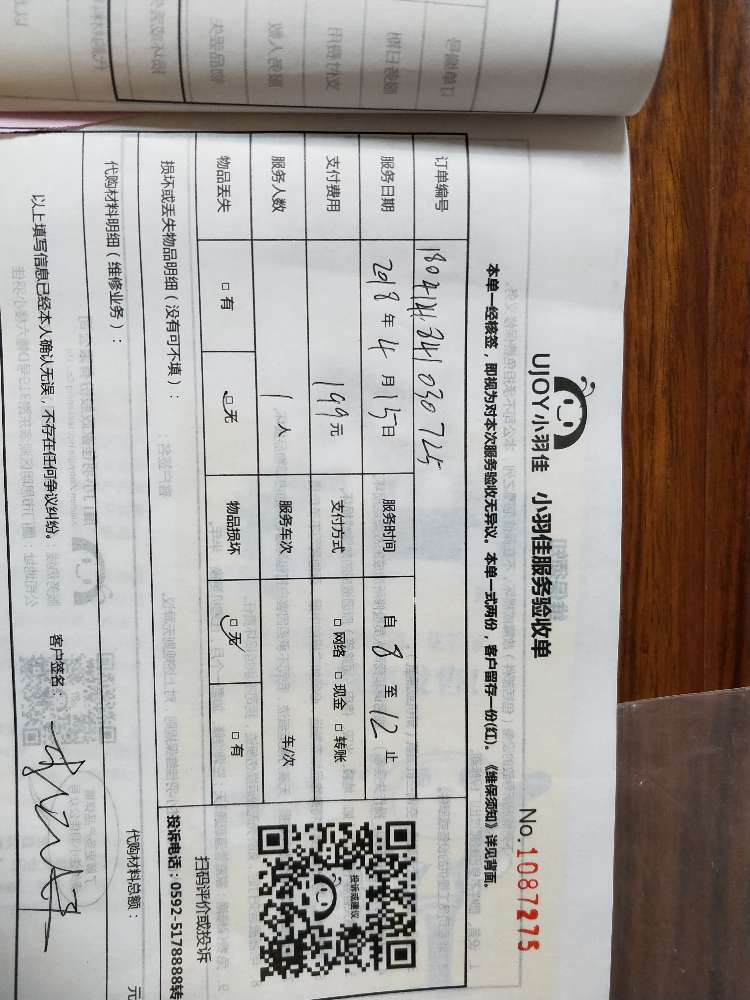 UJOY小羽佳 小羽佳服务验收单
No.1087275
本单一经核签，即视为对本次服务验收无异议。本单一式两份，客户留存一份(红)。《维保须知》详见背面。
订单编号
服务日期 2018年4月15日 服务时间 自 8 至 12 止
支付费用 199元 支付方式 □网络 □现金 □转账
服务人数 1人 服务车次 车/次
物品丢失 □有 □无 物品损坏 □无 □有
投诉或建议
扫码评价或投诉
投诉电话：0592-5178888转
损坏或丢失物品明细（没有可不填）：
代购材料明细（维修业务）：
代购材料总额： 元
以上填写信息已经本人确认无误，不存在任何争议纠纷。 客户签名：